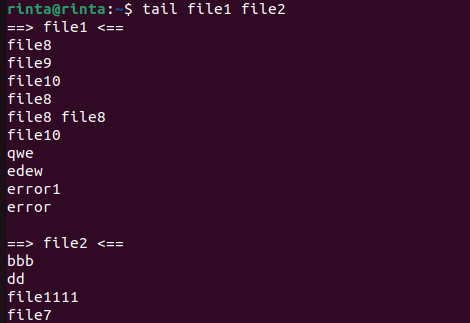 rinta@rinta:~$ tail file1 file2
==> file1 <==
file8
file9
file10
file8
file8 file8
file10
qwe
edew
error1
error

==> file2 <==
bbb
dd
file1111
file7